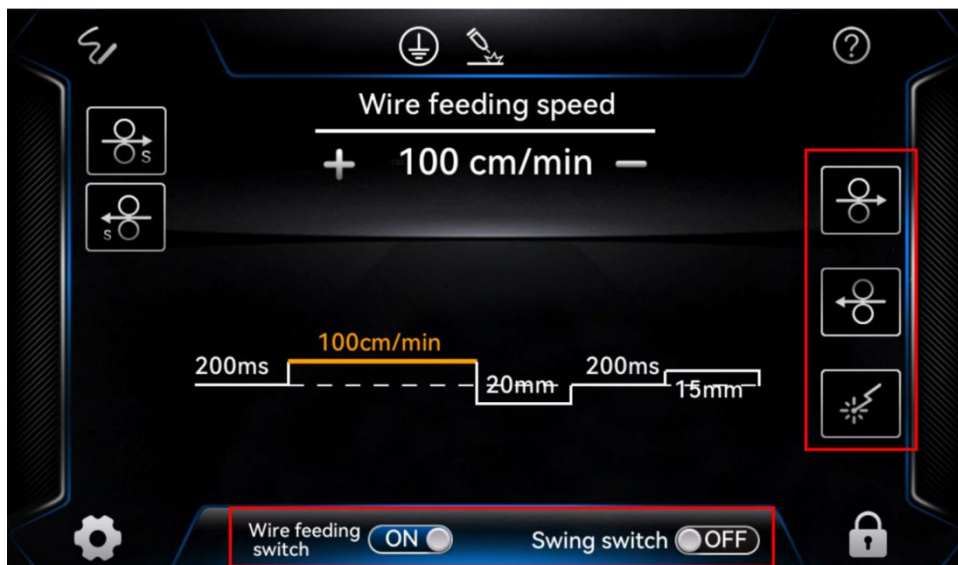 Wire feeding speed
+ 100 cm/min −
S
S
100cm/min
200ms
200ms
20mm
15mm
Wire feeding
switch
ON
Swing switch
OFF
?